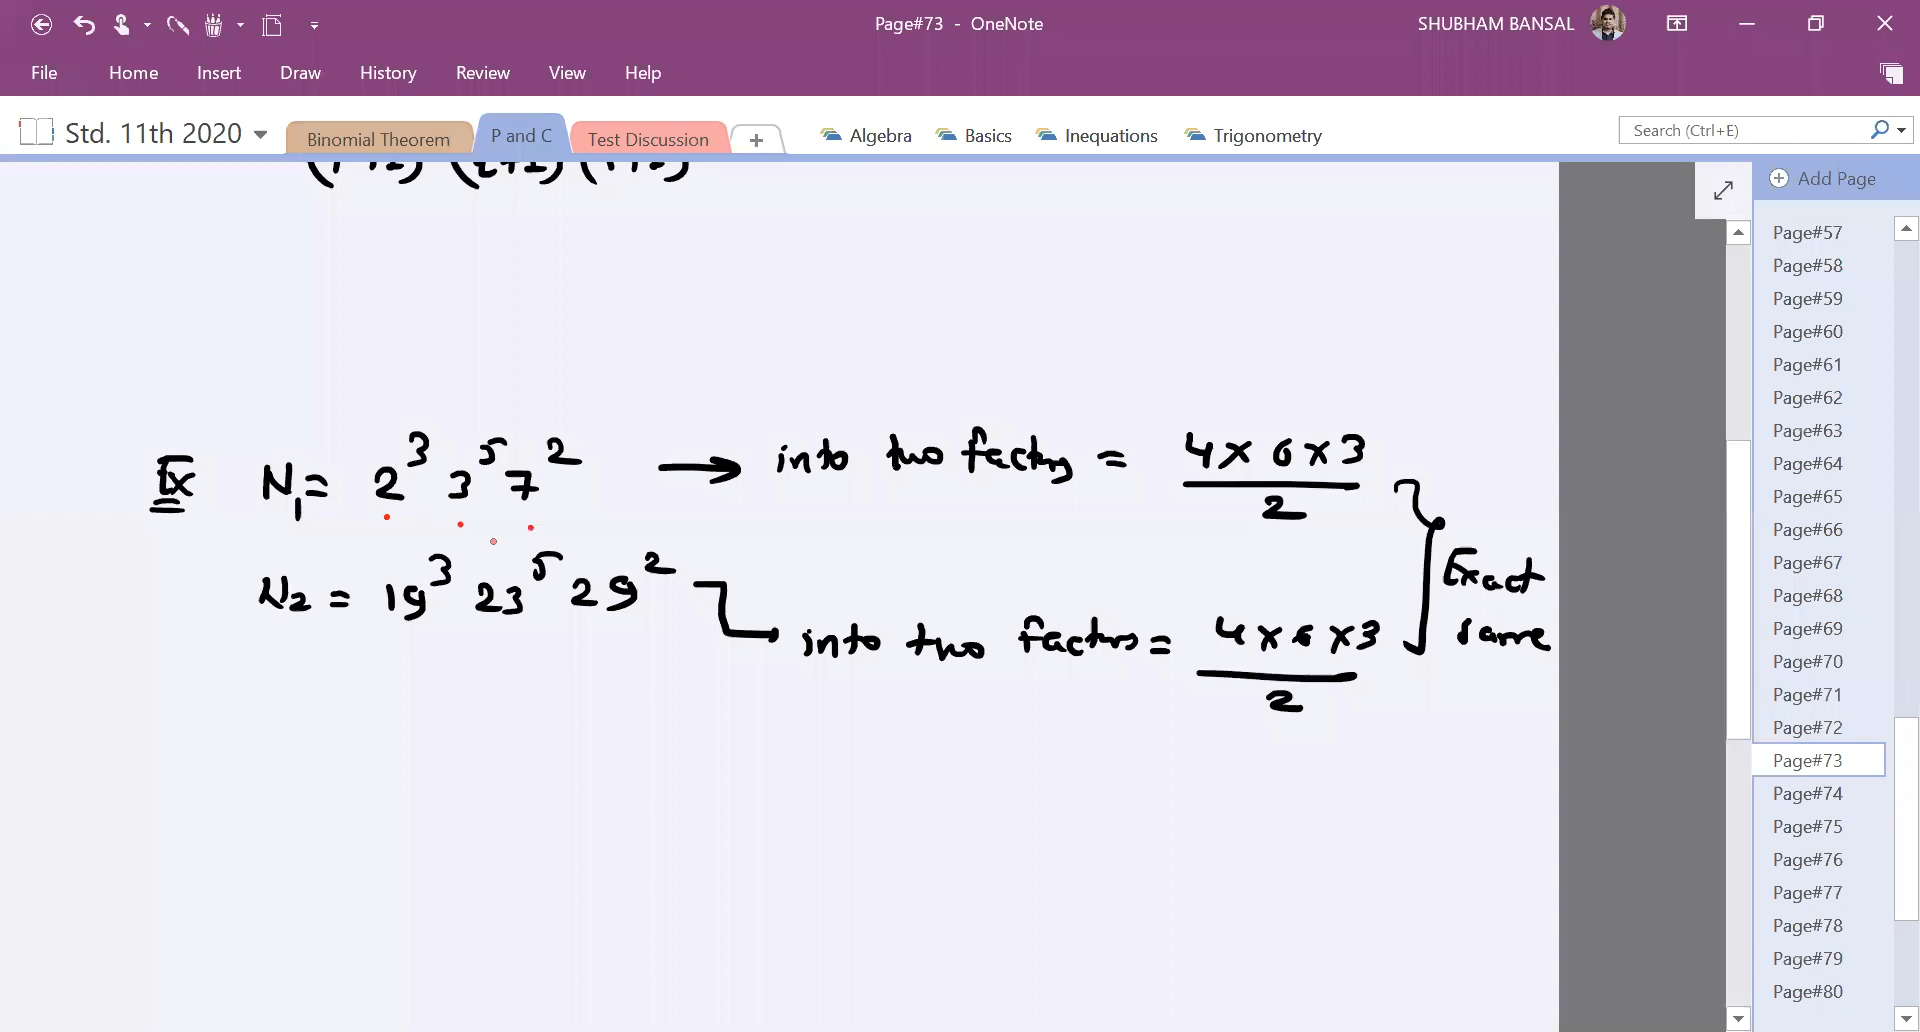 Page#73 - OneNote
SHUBHAM BANSAL
File Home Insert Draw History Review View Help
Std. 11th 2020
Binomial Theorem
P and C
Test Discussion
Algebra
Basics
Inequations
Trigonometry
Search (Ctrl+E)
Add Page
Page#57
Page#58
Page#59
Page#60
Page#61
Page#62
Page#63
Page#64
Page#65
Page#66
Page#67
Page#68
Page#69
Page#70
Page#71
Page#72
Page#73
Page#74
Page#75
Page#76
Page#77
Page#78
Page#79
Page#80
Ex N₁ = 2³ 3⁵ 7² → into two factors = 4 × 6 × 3 / 2
N₂ = 19³ 23⁵ 29² into two factors = 4 × 6 × 3 / 2
Exact
same